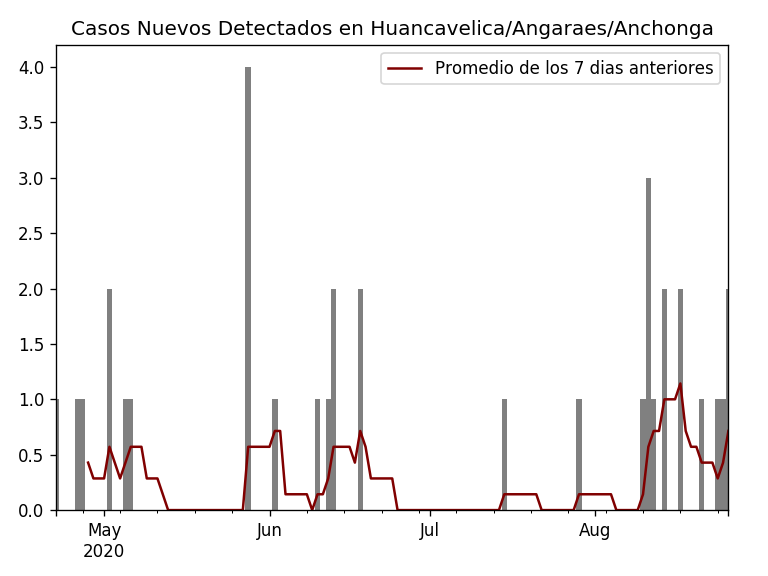 Casos Nuevos Detectados en Huancavelica/Angaraes/Anchonga
Promedio de los 7 dias anteriores
4.0
3.5
3.0
2.5
2.0
1.5
1.0
0.5
0.0
May
2020
Jun
Jul
Aug